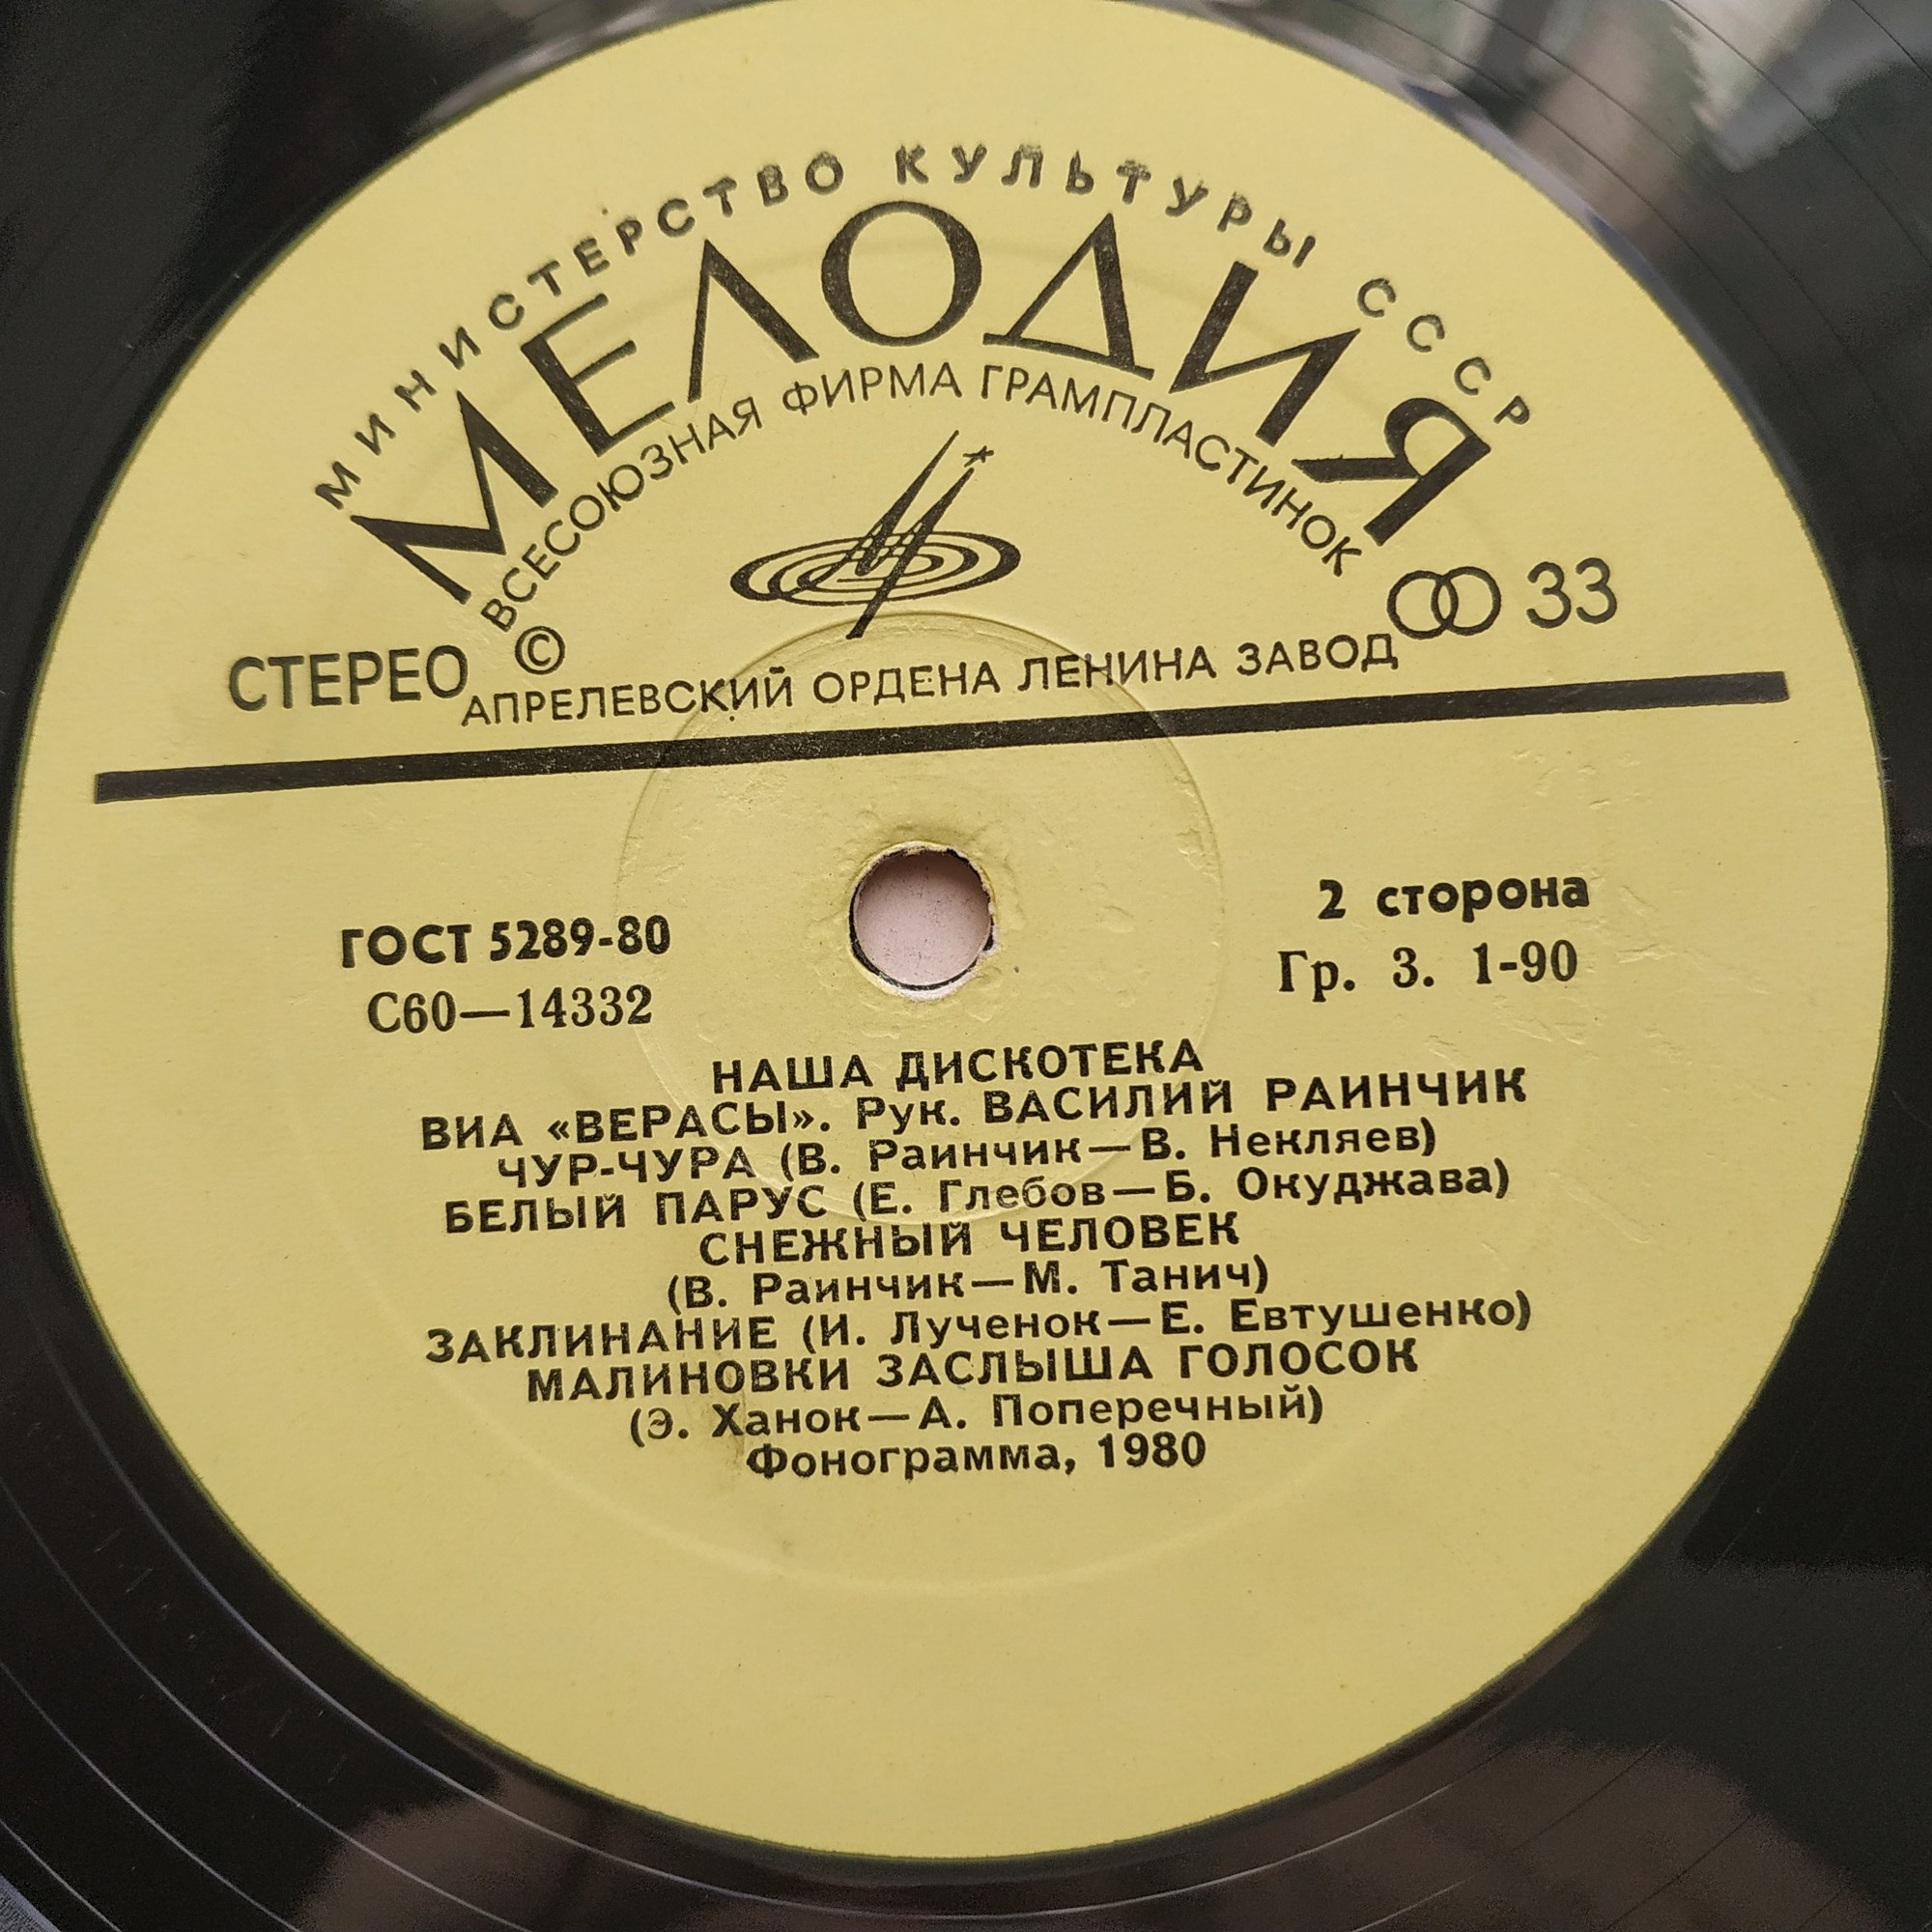 МИНИСТЕРСТВО КУЛЬТУРЫ СССР
МЕЛОДИЯ
ВСЕСОЮЗНАЯ ФИРМА ГРАМПЛАСТИНОК
СТЕРЕО © 33
АПРЕЛЕВСКИЙ ОРДЕНА ЛЕНИНА ЗАВОД
ГОСТ 5289-80
С60—14332
2 сторона
Гр. 3. 1-90
НАША ДИСКОТЕКА
ВИА «ВЕРАСЫ». Рук. ВАСИЛИЙ РАИНЧИК
ЧУР-ЧУРА (В. Раинчик—В. Некляев)
БЕЛЫЙ ПАРУС (Е. Глебов—Б. Окуджава)
СНЕЖНЫЙ ЧЕЛОВЕК
(В. Раинчик—М. Танич)
ЗАКЛИНАНИЕ (И. Лученок—Е. Евтушенко)
МАЛИНОВКИ ЗАСЛЫША ГОЛОСОК
(Э. Ханок—А. Поперечный)
Фонограмма, 1980